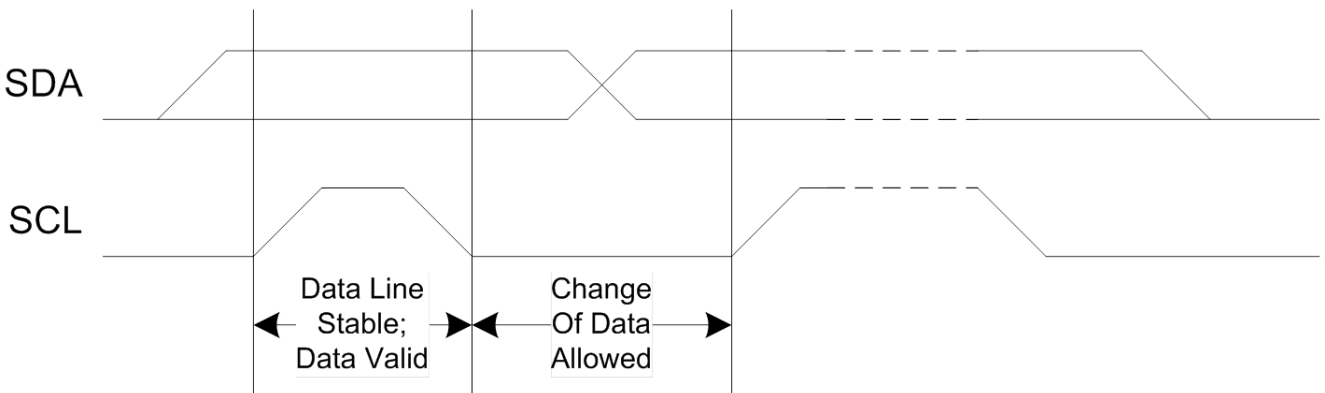 SDA
SCL
Data Line
Stable;
Data Valid
Change
Of Data
Allowed